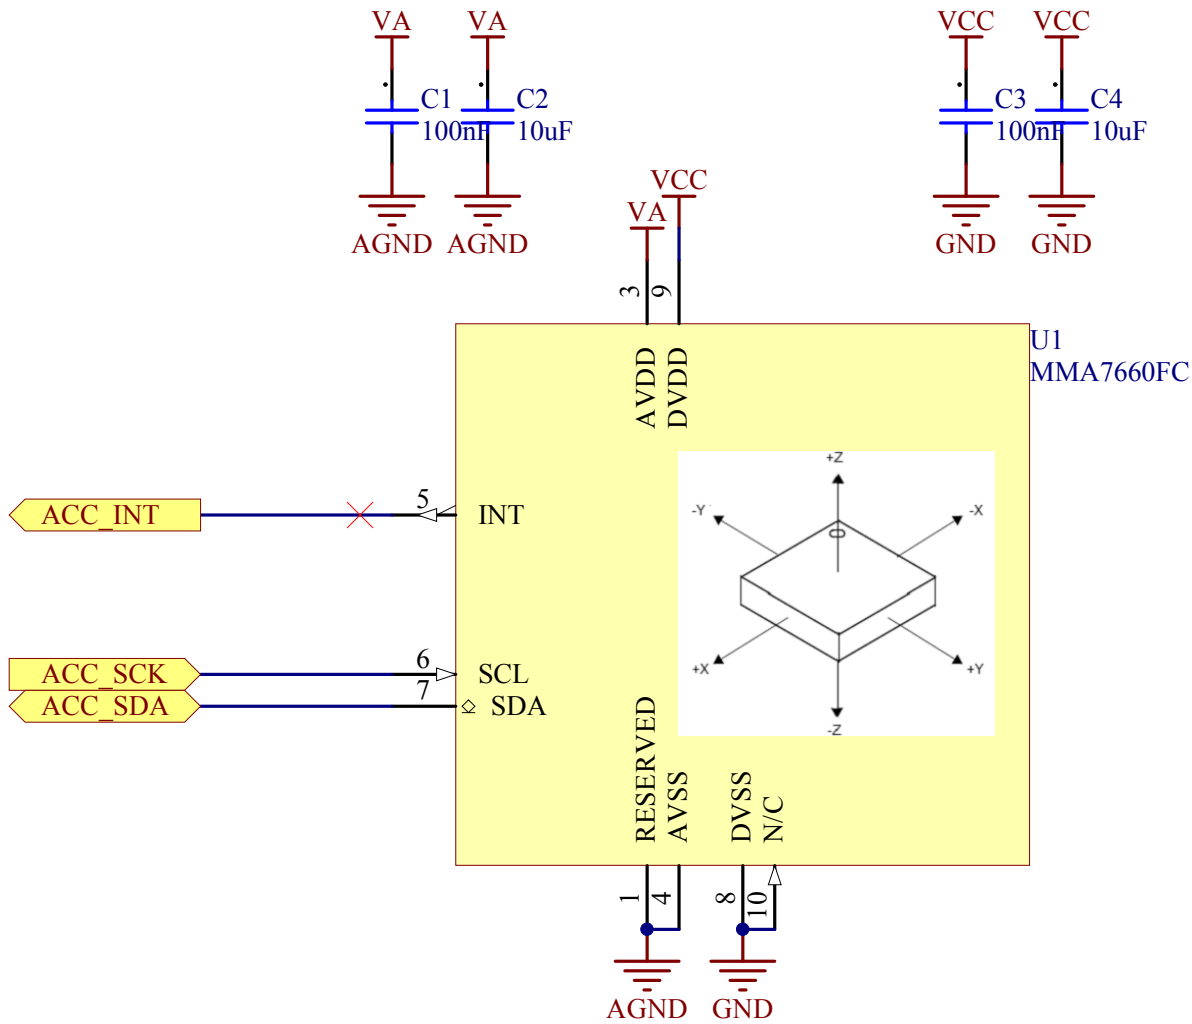 VA
VA
VCC
VCC
C1
100nF
C2
10uF
C3
100nF
C4
10uF
AGND
AGND
GND
GND
VCC
VA
3
9
U1
MMA7660FC
AVDD
DVDD
+Z
-Y
-X
+X
+Y
-Z
ACC_INT
5
INT
ACC_SCK
6
SCL
ACC_SDA
7
SDA
RESERVED
AVSS
DVSS
N/C
1
4
8
10
AGND
GND